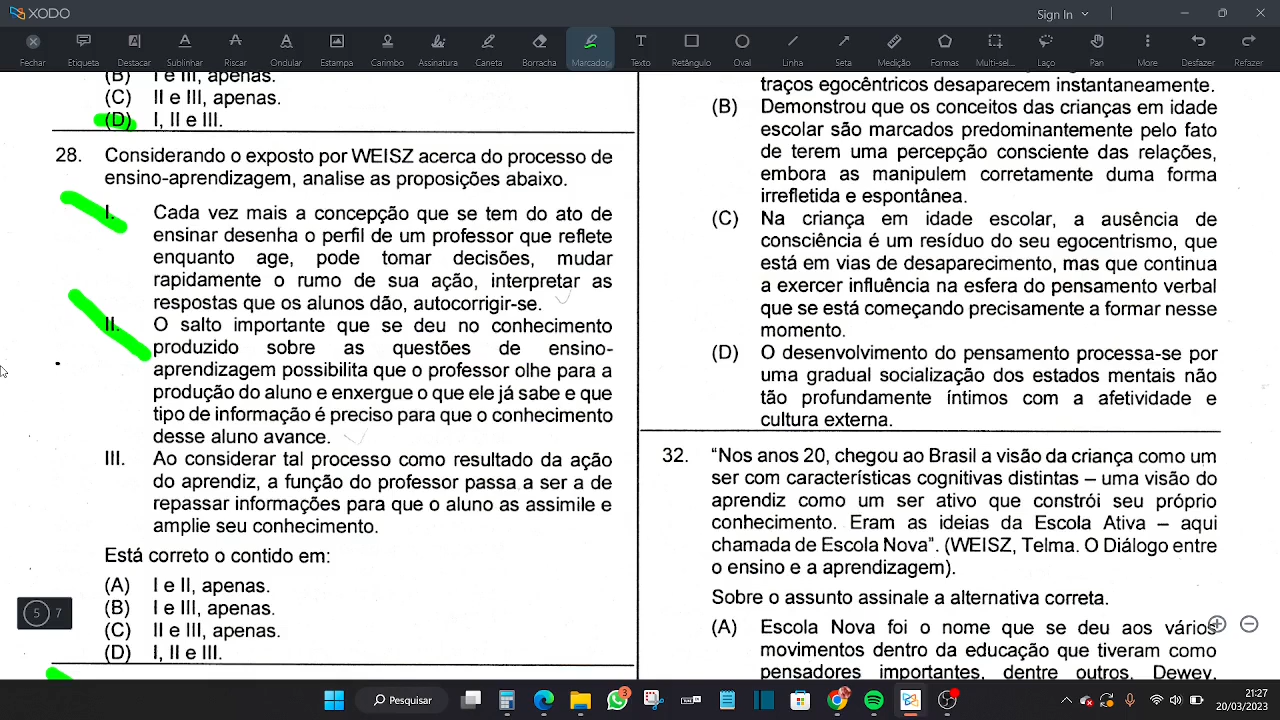 XODO
Sign In
Fechar
Comentário
Destacar
Sublinhar
Riscar
Ondular
Estampa
Carimbo
Assinatura
Caneta
Borracha
Marcador
Texto
Retângulo
Oval
Linha
Seta
Medição
Formas
Multi-se...
Laço
Pan
More
Desfazer
Refazer
(B) I e III, apenas.
(C) II e III, apenas.
(D) I, II e III.
28. Considerando o exposto por WEISZ acerca do processo de
ensino-aprendizagem, analise as proposições abaixo.
I. Cada vez mais a concepção que se tem do ato de
ensinar desenha o perfil de um professor que reflete
enquanto age, pode tomar decisões, mudar
rapidamente o rumo de sua ação, interpretar as
respostas que os alunos dão, autocorrigir-se.
II. O salto importante que se deu no conhecimento
produzido sobre as questões de ensino-
aprendizagem possibilita que o professor olhe para a
produção do aluno e enxergue o que ele já sabe e que
tipo de informação é preciso para que o conhecimento
desse aluno avance.
III. Ao considerar tal processo como resultado da ação
do aprendiz, a função do professor passa a ser a de
repassar informações para que o aluno as assimile e
amplie seu conhecimento.
Está correto o contido em:
(A) I e II, apenas.
(B) I e III, apenas.
(C) II e III, apenas.
(D) I, II e III.
5 7
traços egocêntricos desaparecem instantaneamente.
(B) Demonstrou que os conceitos das crianças em idade
escolar são marcados predominantemente pelo fato
de terem uma percepção consciente das relações,
embora as manipulem corretamente duma forma
irrefletida e espontânea.
(C) Na criança em idade escolar, a ausência de
consciência é um resíduo do seu egocentrismo, que
está em vias de desaparecimento, mas que continua
a exercer influência na esfera do pensamento verbal
que se está começando precisamente a formar nesse
momento.
(D) O desenvolvimento do pensamento processa-se por
uma gradual socialização dos estados mentais não
tão profundamente íntimos com a afetividade e
cultura externa.
32. "Nos anos 20, chegou ao Brasil a visão da criança como um
ser com características cognitivas distintas – uma visão do
aprendiz como um ser ativo que constrói seu próprio
conhecimento. Eram as ideias da Escola Ativa – aqui
chamada de Escola Nova". (WEISZ, Telma. O Diálogo entre
o ensino e a aprendizagem).
Sobre o assunto assinale a alternativa correta.
(A) Escola Nova foi o nome que se deu aos vários
movimentos dentro da educação que tiveram como
pensadores importantes, dentre outros, Dewey,
Pesquisar
3
21:27
20/03/2023